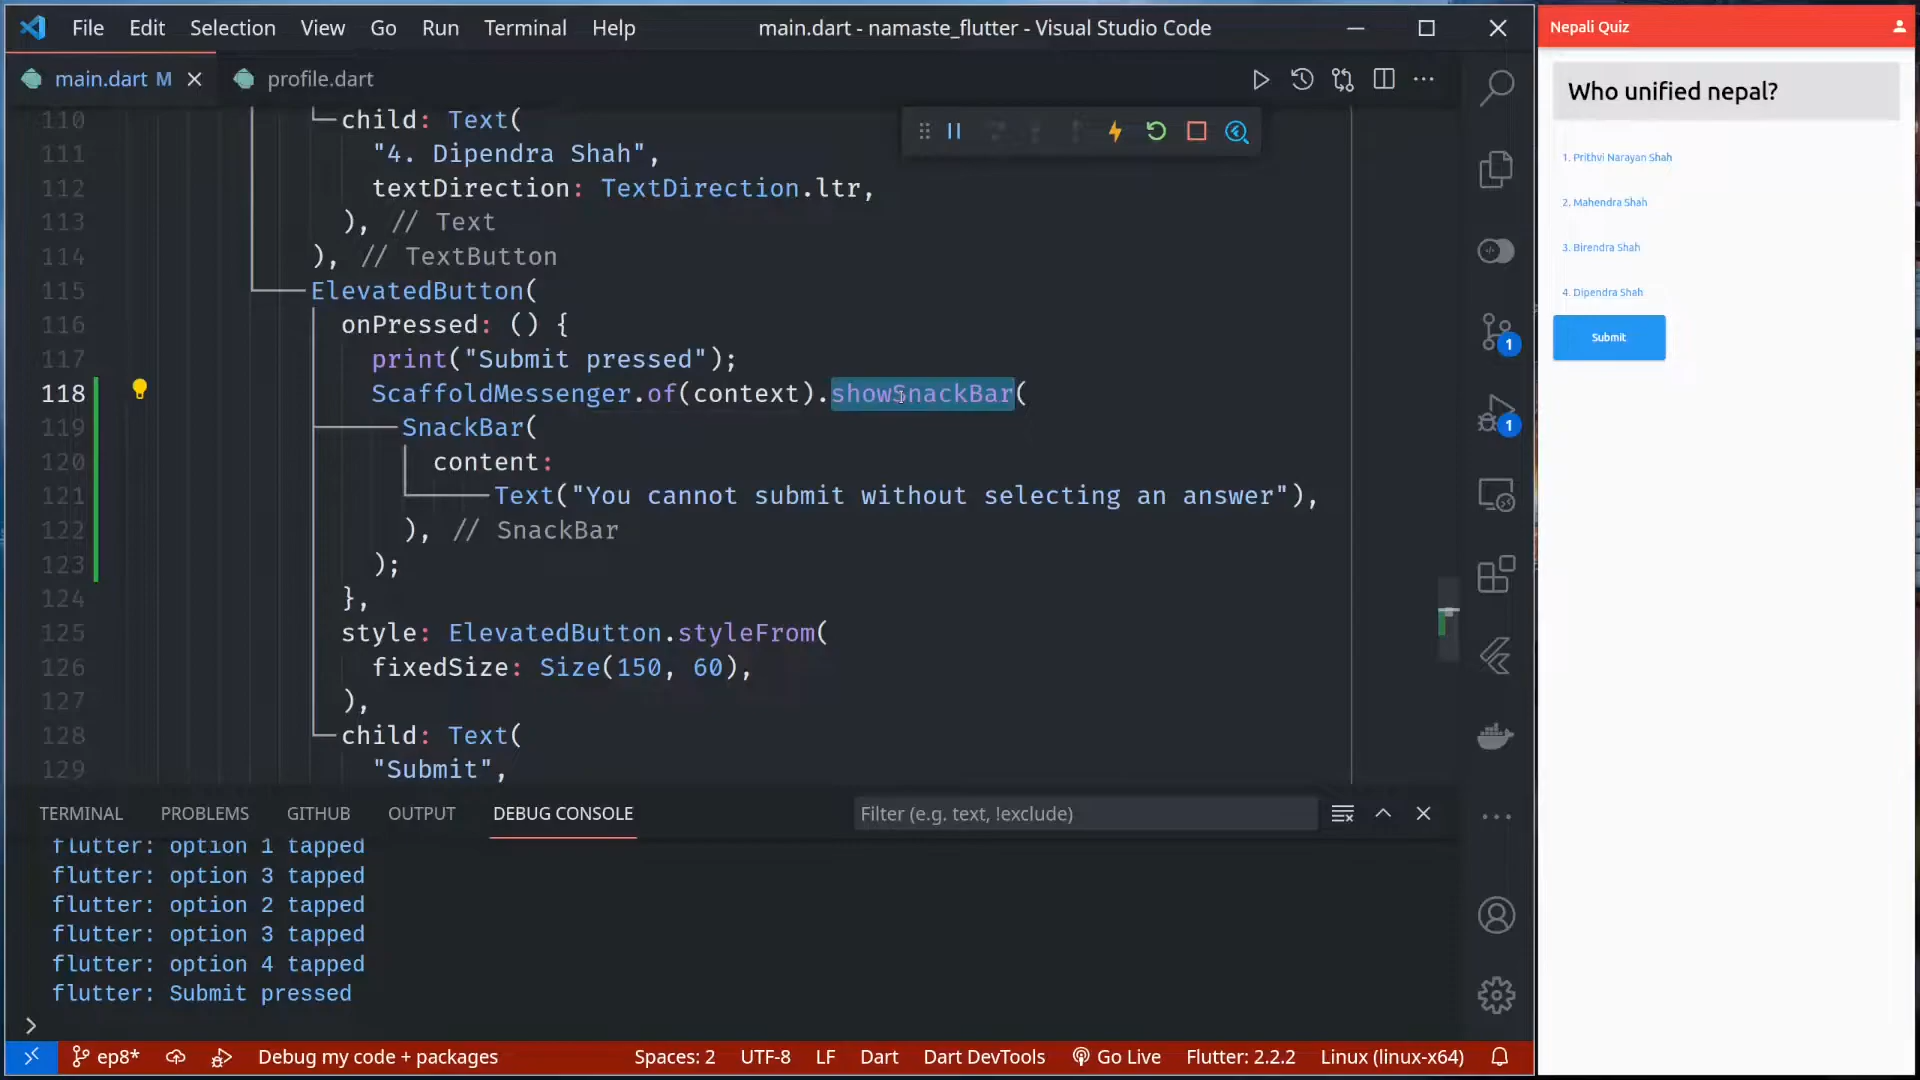 File Edit Selection View Go Run Terminal Help
main.dart - namaste_flutter - Visual Studio Code
main.dart M
profile.dart
110 child: Text(
111 "4. Dipendra Shah",
112 textDirection: TextDirection.ltr,
113 ), // Text
114 ), // TextButton
115 ElevatedButton(
116 onPressed: () {
117 print("Submit pressed");
118 ScaffoldMessenger.of(context).showSnackBar(
119 SnackBar(
120 content:
121 Text("You cannot submit without selecting an answer"),
122 ), // SnackBar
123 );
124 },
125 style: ElevatedButton.styleFrom(
126 fixedSize: Size(150, 60),
127 ),
128 child: Text(
129 "Submit",
1
1
TERMINAL PROBLEMS GITHUB OUTPUT DEBUG CONSOLE
Filter (e.g. text, !exclude)
flutter: option 1 tapped
flutter: option 3 tapped
flutter: option 2 tapped
flutter: option 3 tapped
flutter: option 4 tapped
flutter: Submit pressed
>
ep8* Debug my code + packages Spaces: 2 UTF-8 LF Dart Dart DevTools Go Live Flutter: 2.2.2 Linux (linux-x64)
Nepali Quiz
Who unified nepal?
1. Prithvi Narayan Shah
2. Mahendra Shah
3. Birendra Shah
4. Dipendra Shah
Submit